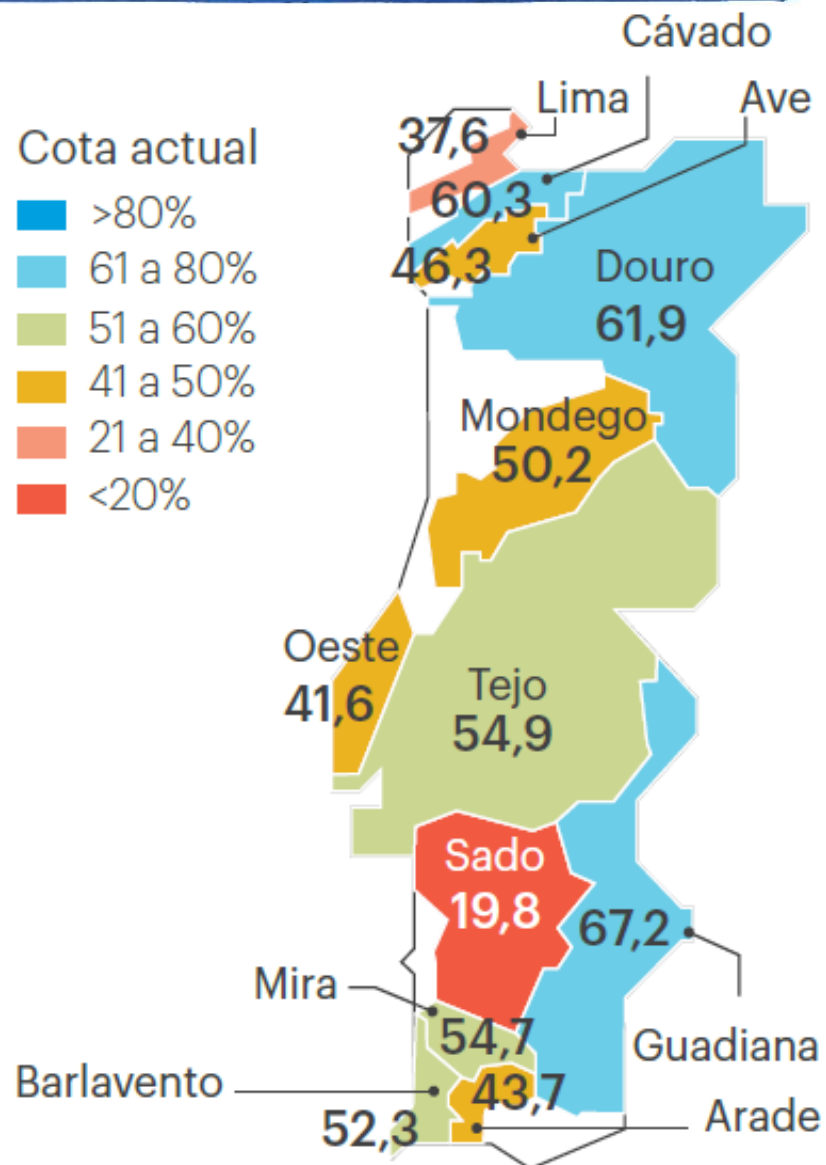 Cávado
Lima
Ave
Cota actual
>80%
61 a 80%
51 a 60%
41 a 50%
21 a 40%
<20%
37,6
60,3
46,3
Douro
61,9
Mondego
50,2
Oeste
41,6
Tejo
54,9
Sado
19,8
67,2
Mira
54,7
Guadiana
Barlavento
43,7
Arade
52,3